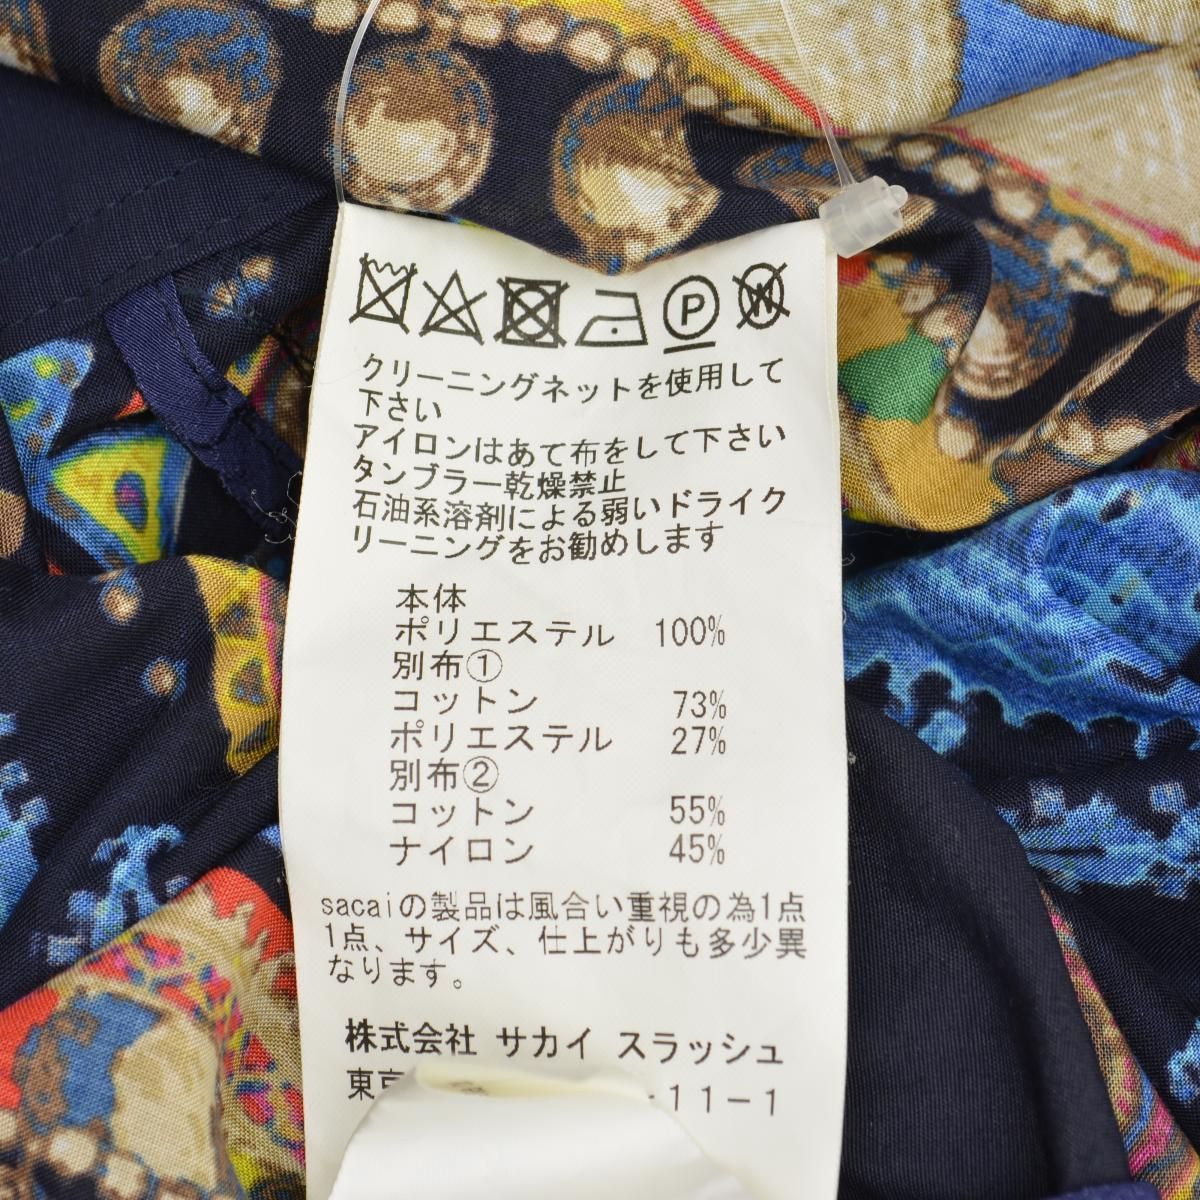 P W
クリーニングネットを使用して
下さい
アイロンはあて布をして下さい
タンブラー乾燥禁止
石油系溶剤による弱いドライク
リーニングをお勧めします
本体
ポリエステル 100%
別布①
コットン 73%
ポリエステル 27%
別布②
コットン 55%
ナイロン 45%
sacaiの製品は風合い重視の為1点
1点、サイズ、仕上がりも多少異
なります。
株式会社 サカイ スラッシュ
東京 -11-1